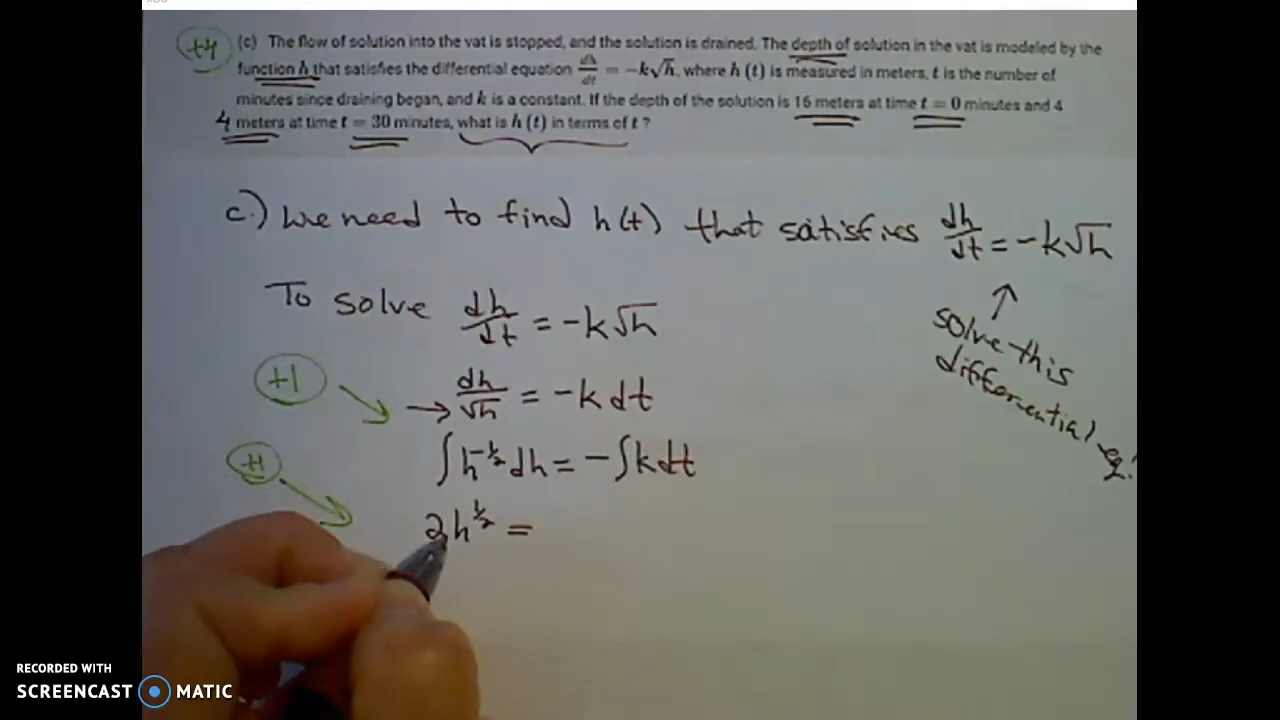 +4 (c) The flow of solution into the vat is stopped, and the solution is drained. The depth of solution in the vat is modeled by the
function h that satisfies the differential equation dh/dt = −k√h, where h (t) is measured in meters, t is the number of
minutes since draining began, and k is a constant. If the depth of the solution is 16 meters at time t = 0 minutes and 4
4 meters at time t = 30 minutes, what is h (t) in terms of t ?
c.) We need to find h(t) that satisfies dh/dt = -k√h
To solve dh/dt = -k√h
solve this
differential eq.
+1 dh/√h = -k dt
+1 ∫h^-1/2 dh = -∫k dt
2h^1/2 =
RECORDED WITH
SCREENCAST MATIC